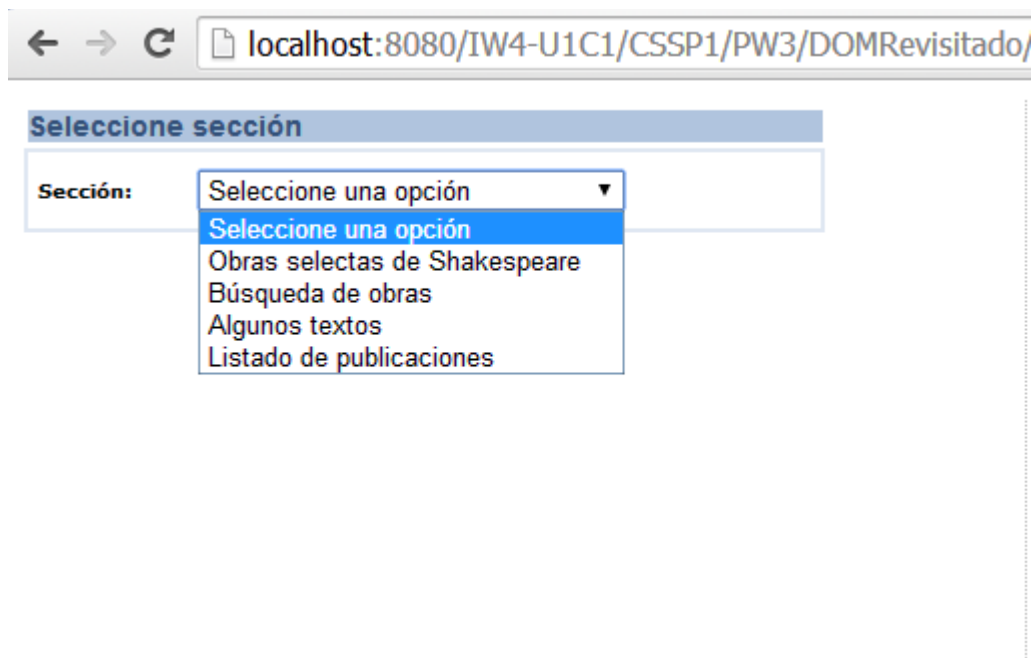 localhost:8080/IW4-U1C1/CSSP1/PW3/DOMRevisitado/
Seleccione sección
Sección: Seleccione una opción
Seleccione una opción
Obras selectas de Shakespeare
Búsqueda de obras
Algunos textos
Listado de publicaciones